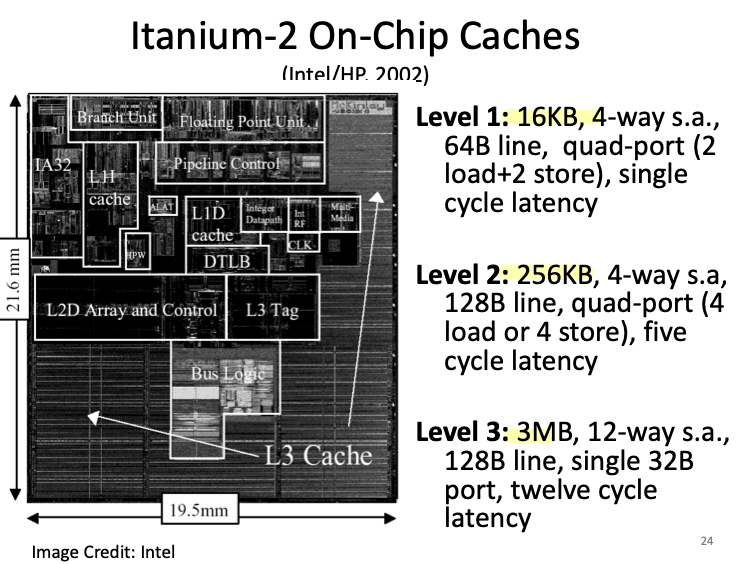 Itanium-2 On-Chip Caches
(Intel/HP, 2002)
Branch Unit
Floating Point Unit
IA32
L1I
cache
Pipeline Control
ALAT
L1D
cache
Integer
Datapath
Int
RF
Multi-
Media
unit
CLK
HPW
DTLB
L2D Array and Control
L3 Tag
Bus Logic
L3 Cache
21.6 mm
19.5mm
Level 1: 16KB, 4-way s.a.,
64B line, quad-port (2
load+2 store), single
cycle latency
Level 2: 256KB, 4-way s.a,
128B line, quad-port (4
load or 4 store), five
cycle latency
Level 3: 3MB, 12-way s.a.,
128B line, single 32B
port, twelve cycle
latency
Image Credit: Intel
24